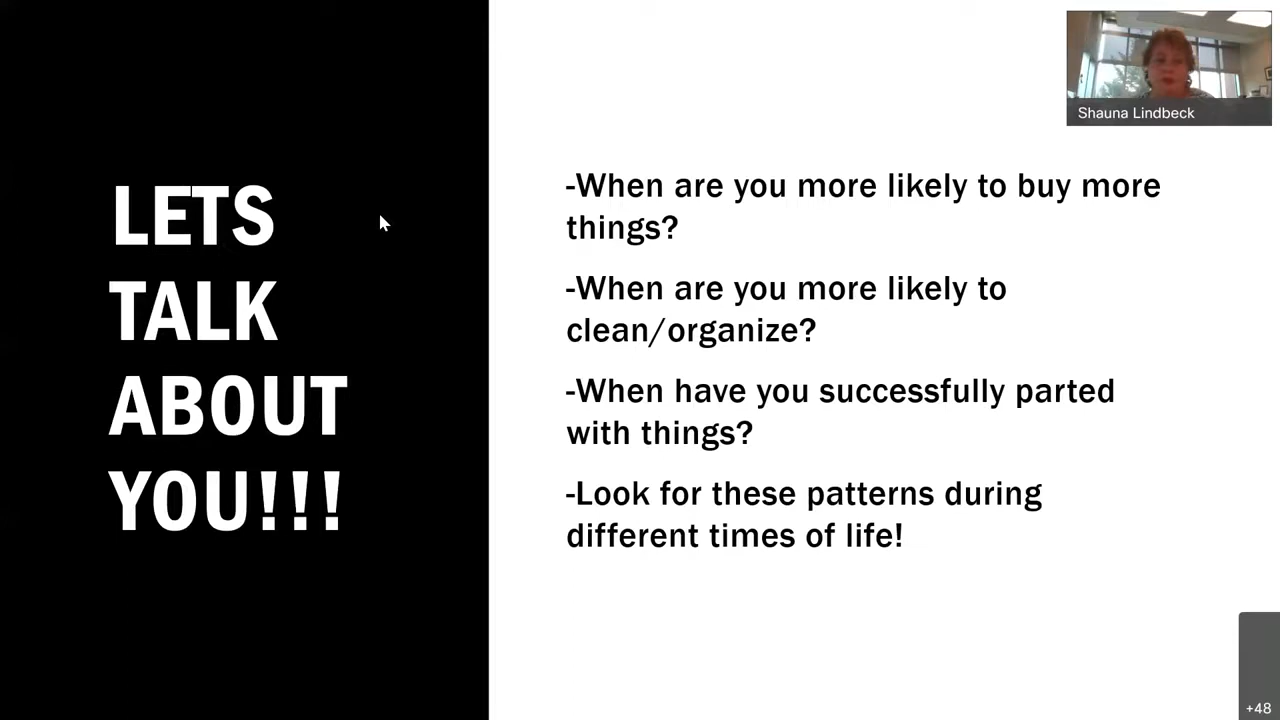 LETS
TALK
ABOUT
YOU!!!
-When are you more likely to buy more
things?
-When are you more likely to
clean/organize?
-When have you successfully parted
with things?
-Look for these patterns during
different times of life!
Shauna Lindbeck
+48